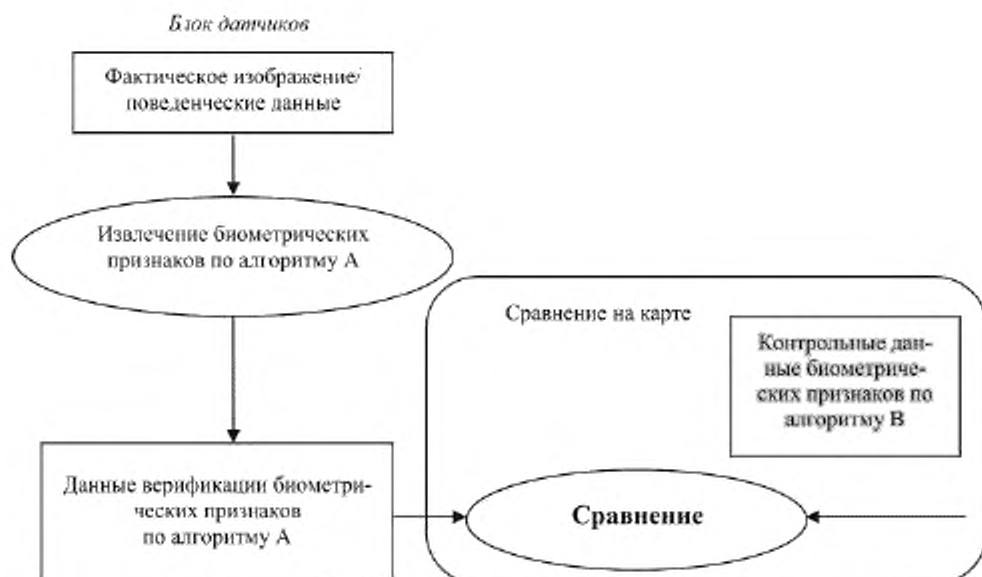 Блок датчиков
Фактическое изображение/
поведенческие данные
Извлечение биометрических
признаков по алгоритму А
Сравнение на карте
Контрольные дан-
ные биометриче-
ских признаков по
алгоритму В
Данные верификации биометри-
ческих признаков
по алгоритму А
Сравнение